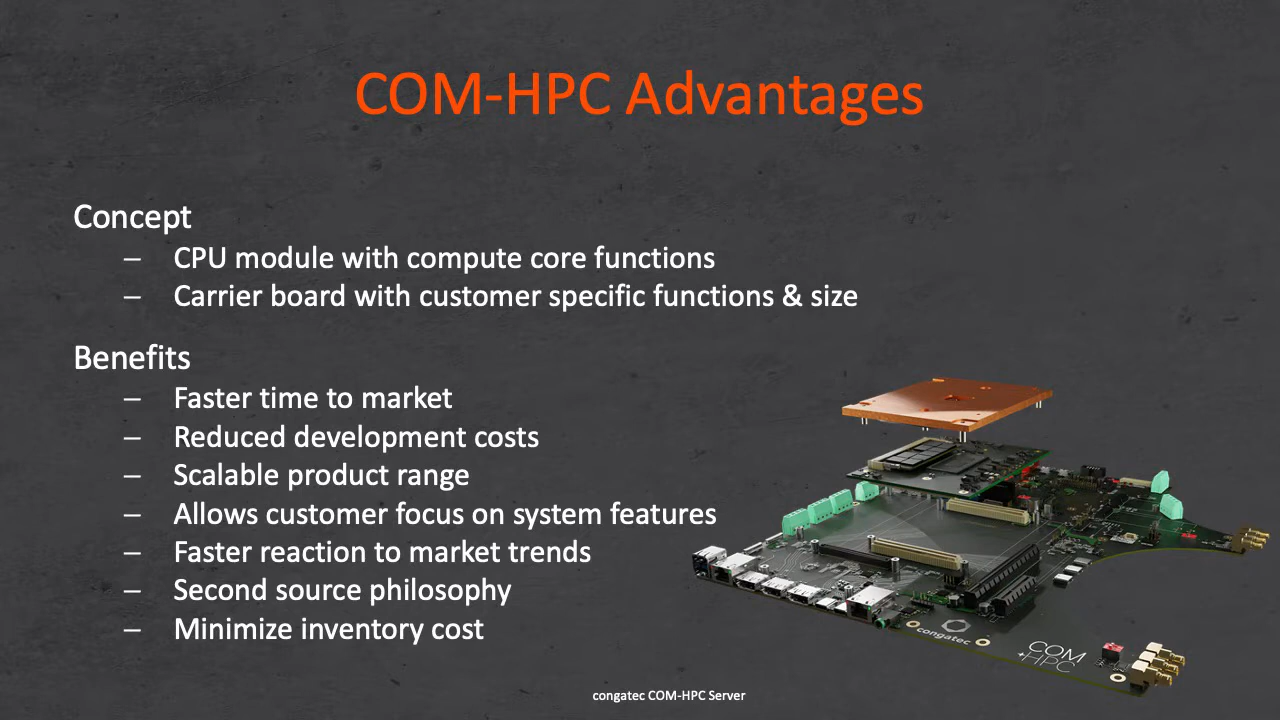 COM-HPC Advantages
Concept
– CPU module with compute core functions
– Carrier board with customer specific functions & size
Benefits
– Faster time to market
– Reduced development costs
– Scalable product range
– Allows customer focus on system features
– Faster reaction to market trends
– Second source philosophy
– Minimize inventory cost
congatec
COM
HPC
congatec COM-HPC Server